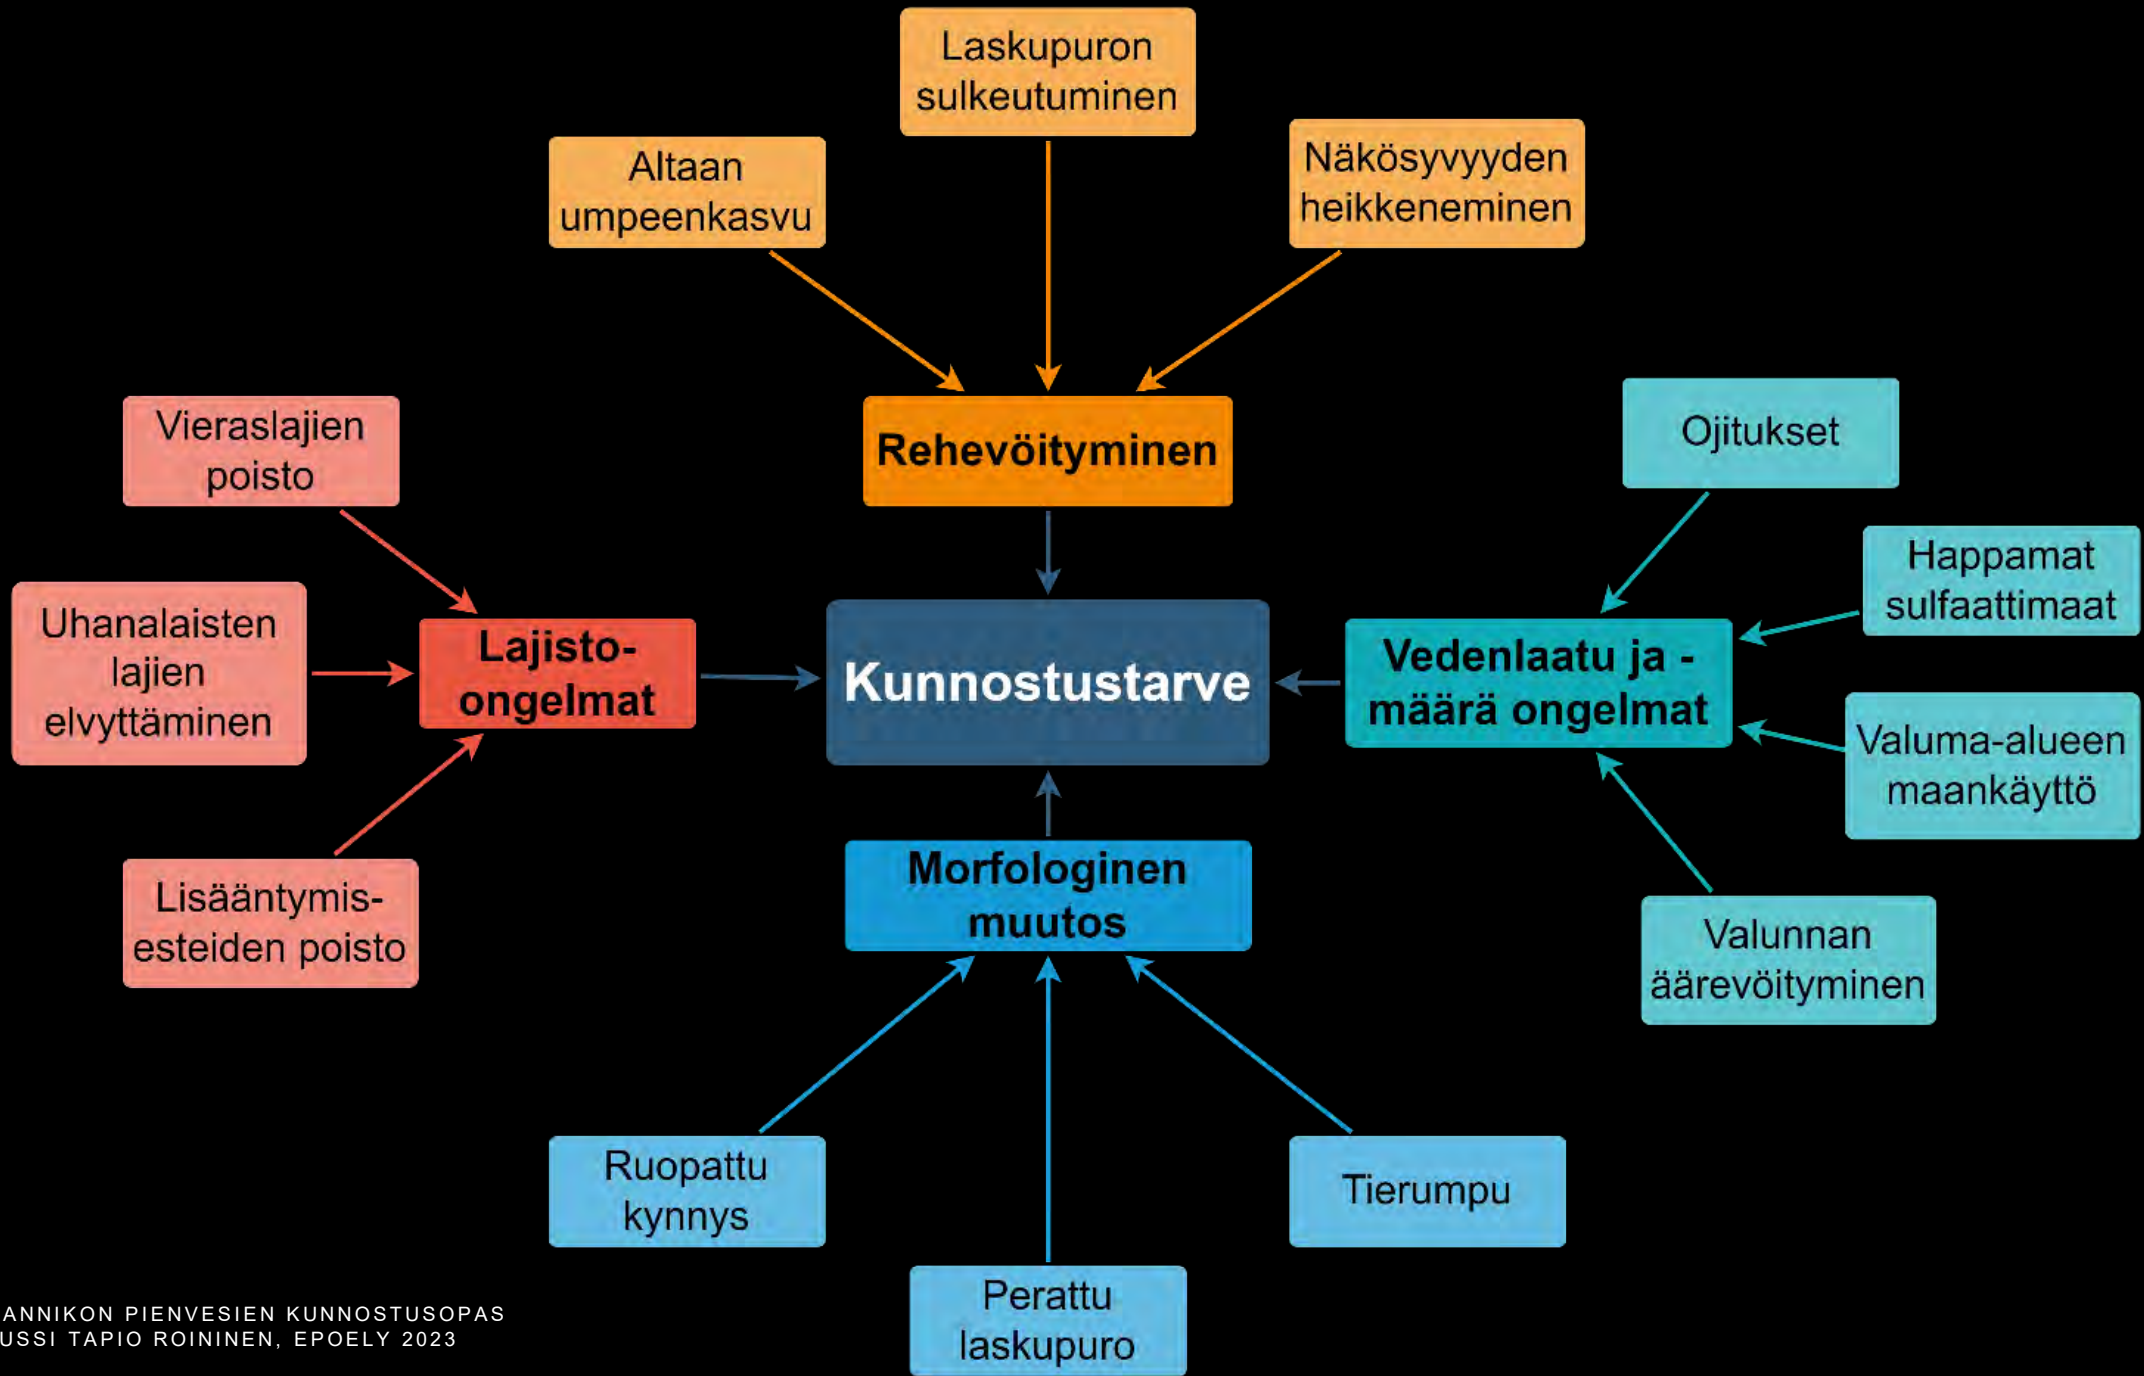 Laskupuron
sulkeutuminen
Altaan
umpeenkasvu
Näkösyvyyden
heikkeneminen
Rehevöityminen
Vieraslajien
poisto
Uhanalaisten
lajien
elvyttäminen
Lisääntymis-
esteiden poisto
Lajisto-
ongelmat
Kunnostustarve
Vedenlaatu ja -
määrä ongelmat
Ojitukset
Happamat
sulfaattimaat
Valuma-alueen
maankäyttö
Valunnan
äärevöityminen
Morfologinen
muutos
Ruopattu
kynnys
Perattu
laskupuro
Tierumpu
ANNIKON PIENVESIEN KUNNOSTUSOPAS
USSI TAPIO ROININEN, EPOELY 2023